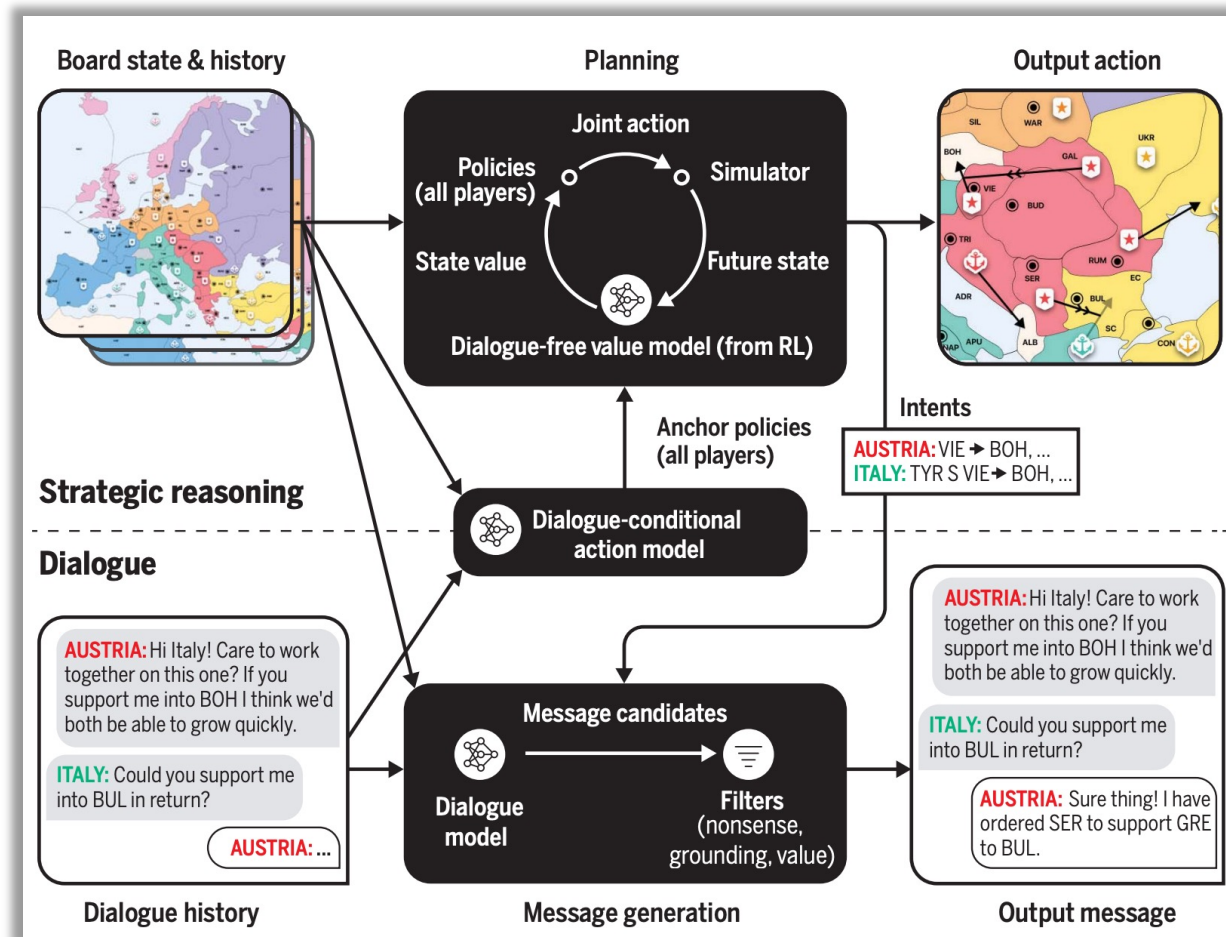 Board state & history
Planning
Output action
Joint action
Policies
(all players)
Simulator
State value
Future state
Dialogue-free value model (from RL)
SIL
WAR
UKR
BOH
GAL
VIE
BUD
TRI
RUM
SER
EC
BUL
ADR
SC
ALB
APU
NAP
CON
Anchor policies
(all players)
Intents
AUSTRIA: VIE → BOH, ...
ITALY: TYR S VIE → BOH, ...
Strategic reasoning
Dialogue-conditional
action model
Dialogue
AUSTRIA: Hi Italy! Care to work
together on this one? If you
support me into BOH I think we'd
both be able to grow quickly.
ITALY: Could you support me
into BUL in return?
AUSTRIA: ...
Dialogue history
Message candidates
Dialogue
model
Filters
(nonsense,
grounding, value)
Message generation
AUSTRIA: Hi Italy! Care to work
together on this one? If you
support me into BOH I think we'd
both be able to grow quickly.
ITALY: Could you support me
into BUL in return?
AUSTRIA: Sure thing! I have
ordered SER to support GRE
to BUL.
Output message